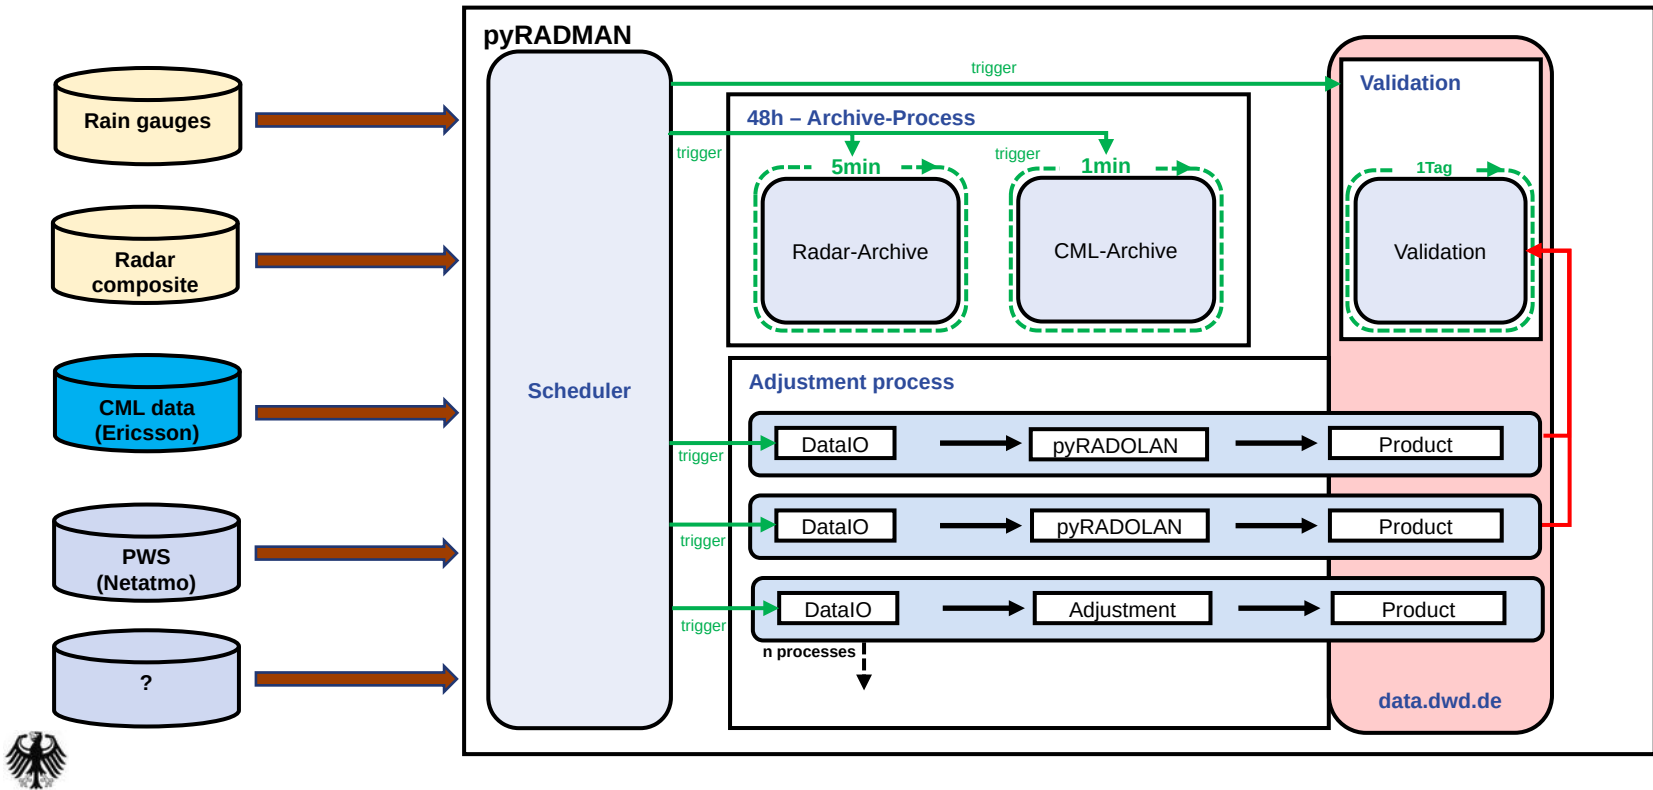 pyRADMAN
Rain gauges
Radar
composite
CML data
(Ericsson)
PWS
(Netatmo)
?
Scheduler
trigger
48h – Archive-Process
trigger
5min
Radar-Archive
trigger
1min
CML-Archive
Validation
1Tag
Validation
Adjustment process
trigger
DataIO
pyRADOLAN
Product
trigger
DataIO
pyRADOLAN
Product
trigger
DataIO
Adjustment
Product
n processes
data.dwd.de